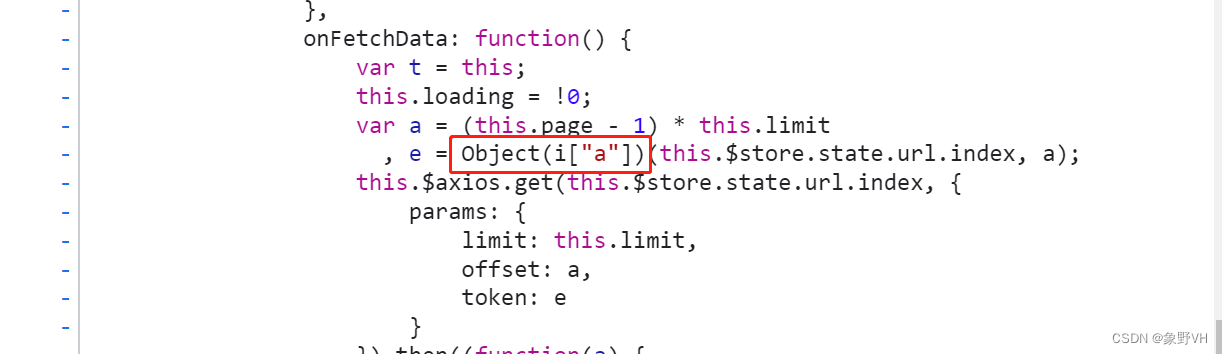 },
onFetchData: function() {
var t = this;
this.loading = !0;
var a = (this.page - 1) * this.limit
, e = Object(i["a"])(this.$store.state.url.index, a);
this.$axios.get(this.$store.state.url.index, {
params: {
limit: this.limit,
offset: a,
token: e
}
}).then((function(a) {
CSDN @象野VH